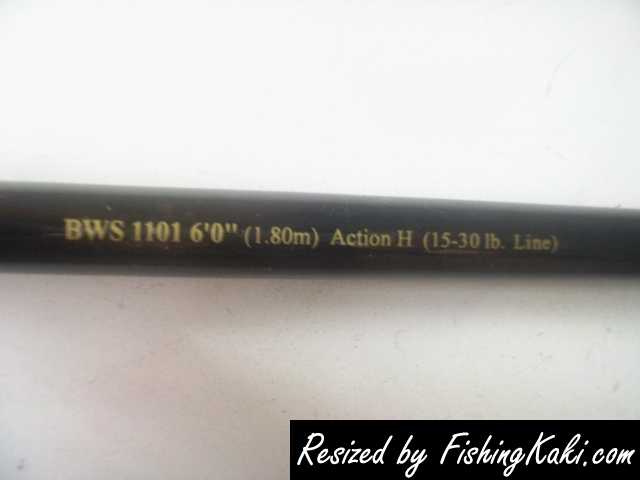 BWS 1101 6'0" (1.80m) Action H (15-30 lb. Line)
Resized by FishingKaki.com